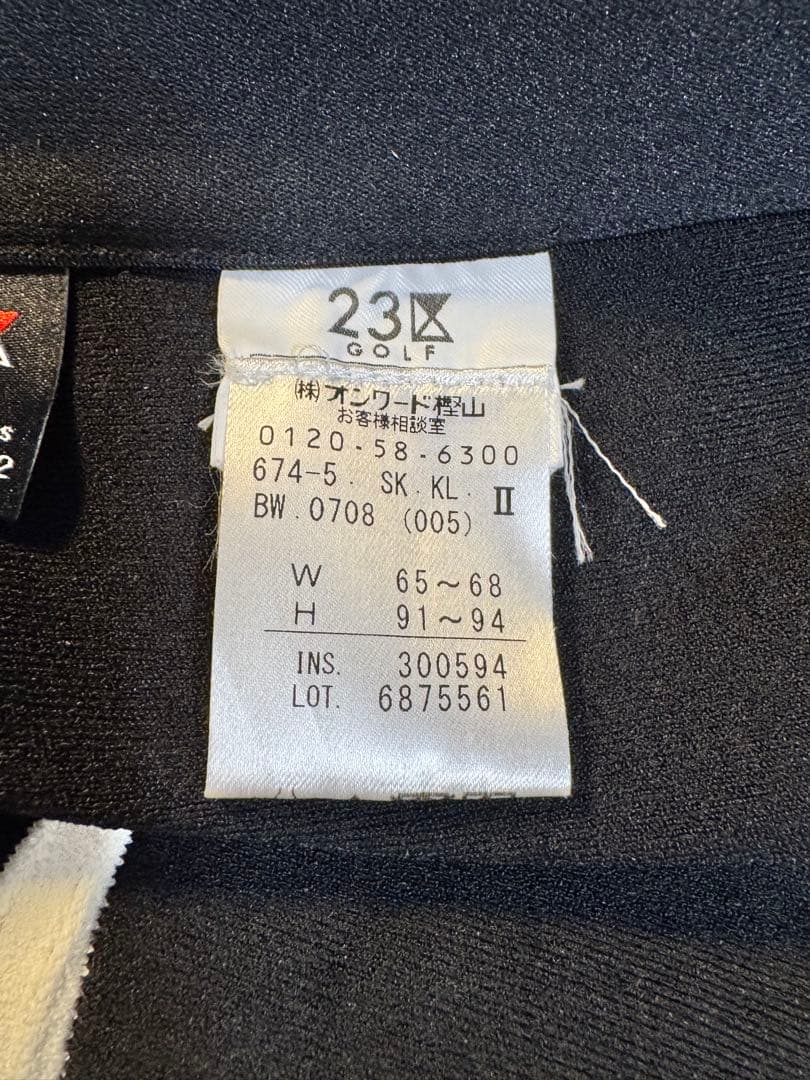 23区
GOLF
(株)オンワード樫山
お客様相談室
0120-58-6300
674-5. SK.KL. II
BW.0708 (005)
W 65~68
H 91~94
INS. 300594
LOT. 6875561
A
s
2